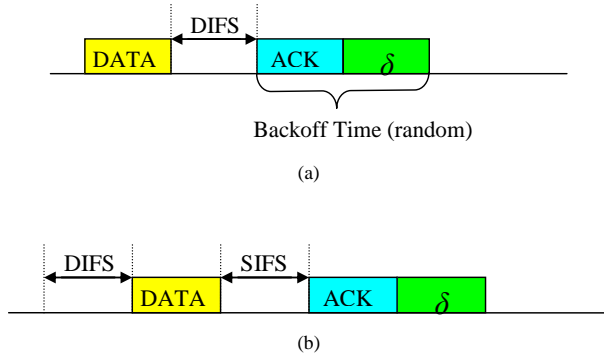 DIFS
DATA ACK δ
Backoff Time (random)
(a)
DIFS SIFS
DATA ACK δ
(b)